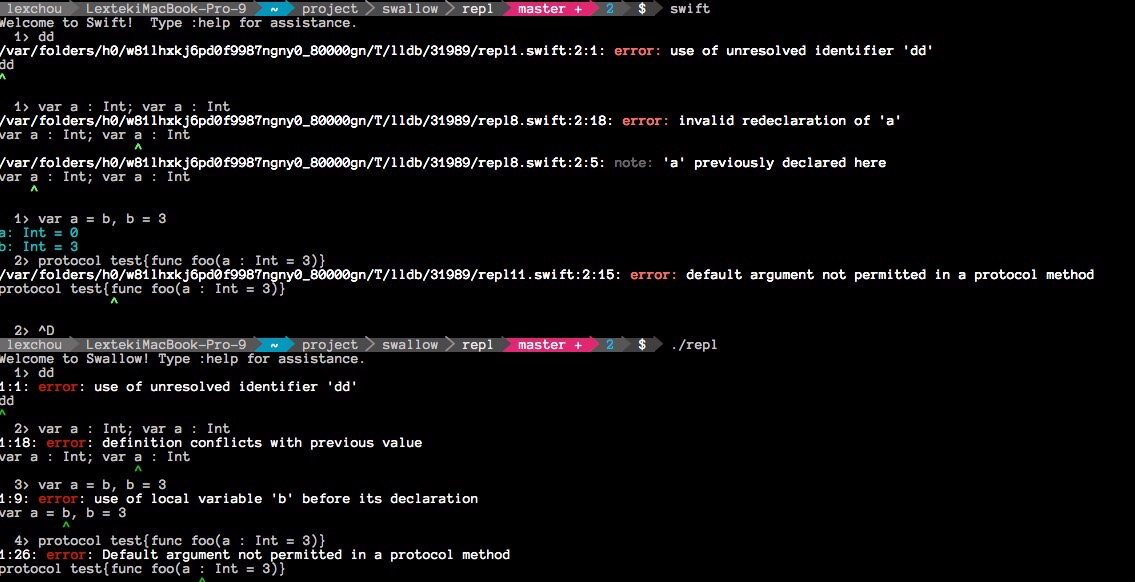 lexchou LextekiMacBook-Pro-9 ~ project swallow repl master + 2 $ swift
Welcome to Swift!  Type :help for assistance.
  1> dd
/var/folders/h0/w81lhxkj6pd0f9987ngny0_80000gn/T/lldb/31989/repl1.swift:2:1: error: use of unresolved identifier 'dd'
dd
^
  1> var a : Int; var a : Int
/var/folders/h0/w81lhxkj6pd0f9987ngny0_80000gn/T/lldb/31989/repl8.swift:2:18: error: invalid redeclaration of 'a'
var a : Int; var a : Int
                 ^
/var/folders/h0/w81lhxkj6pd0f9987ngny0_80000gn/T/lldb/31989/repl8.swift:2:5: note: 'a' previously declared here
var a : Int; var a : Int
    ^
  1> var a = b, b = 3
a: Int = 0
b: Int = 3
  2> protocol test{func foo(a : Int = 3)}
/var/folders/h0/w81lhxkj6pd0f9987ngny0_80000gn/T/lldb/31989/repl11.swift:2:15: error: default argument not permitted in a protocol method
protocol test{func foo(a : Int = 3)}
              ^
  2> ^D
lexchou LextekiMacBook-Pro-9 ~ project swallow repl master + 2 $ ./repl
Welcome to Swallow! Type :help for assistance.
  1> dd
1:1: error: use of unresolved identifier 'dd'
dd
^
  2> var a : Int; var a : Int
1:18: error: definition conflicts with previous value
var a : Int; var a : Int
                 ^
  3> var a = b, b = 3
1:9: error: use of local variable 'b' before its declaration
var a = b, b = 3
        ^
  4> protocol test{func foo(a : Int = 3)}
1:26: error: Default argument not permitted in a protocol method
protocol test{func foo(a : Int = 3)}
                         ^